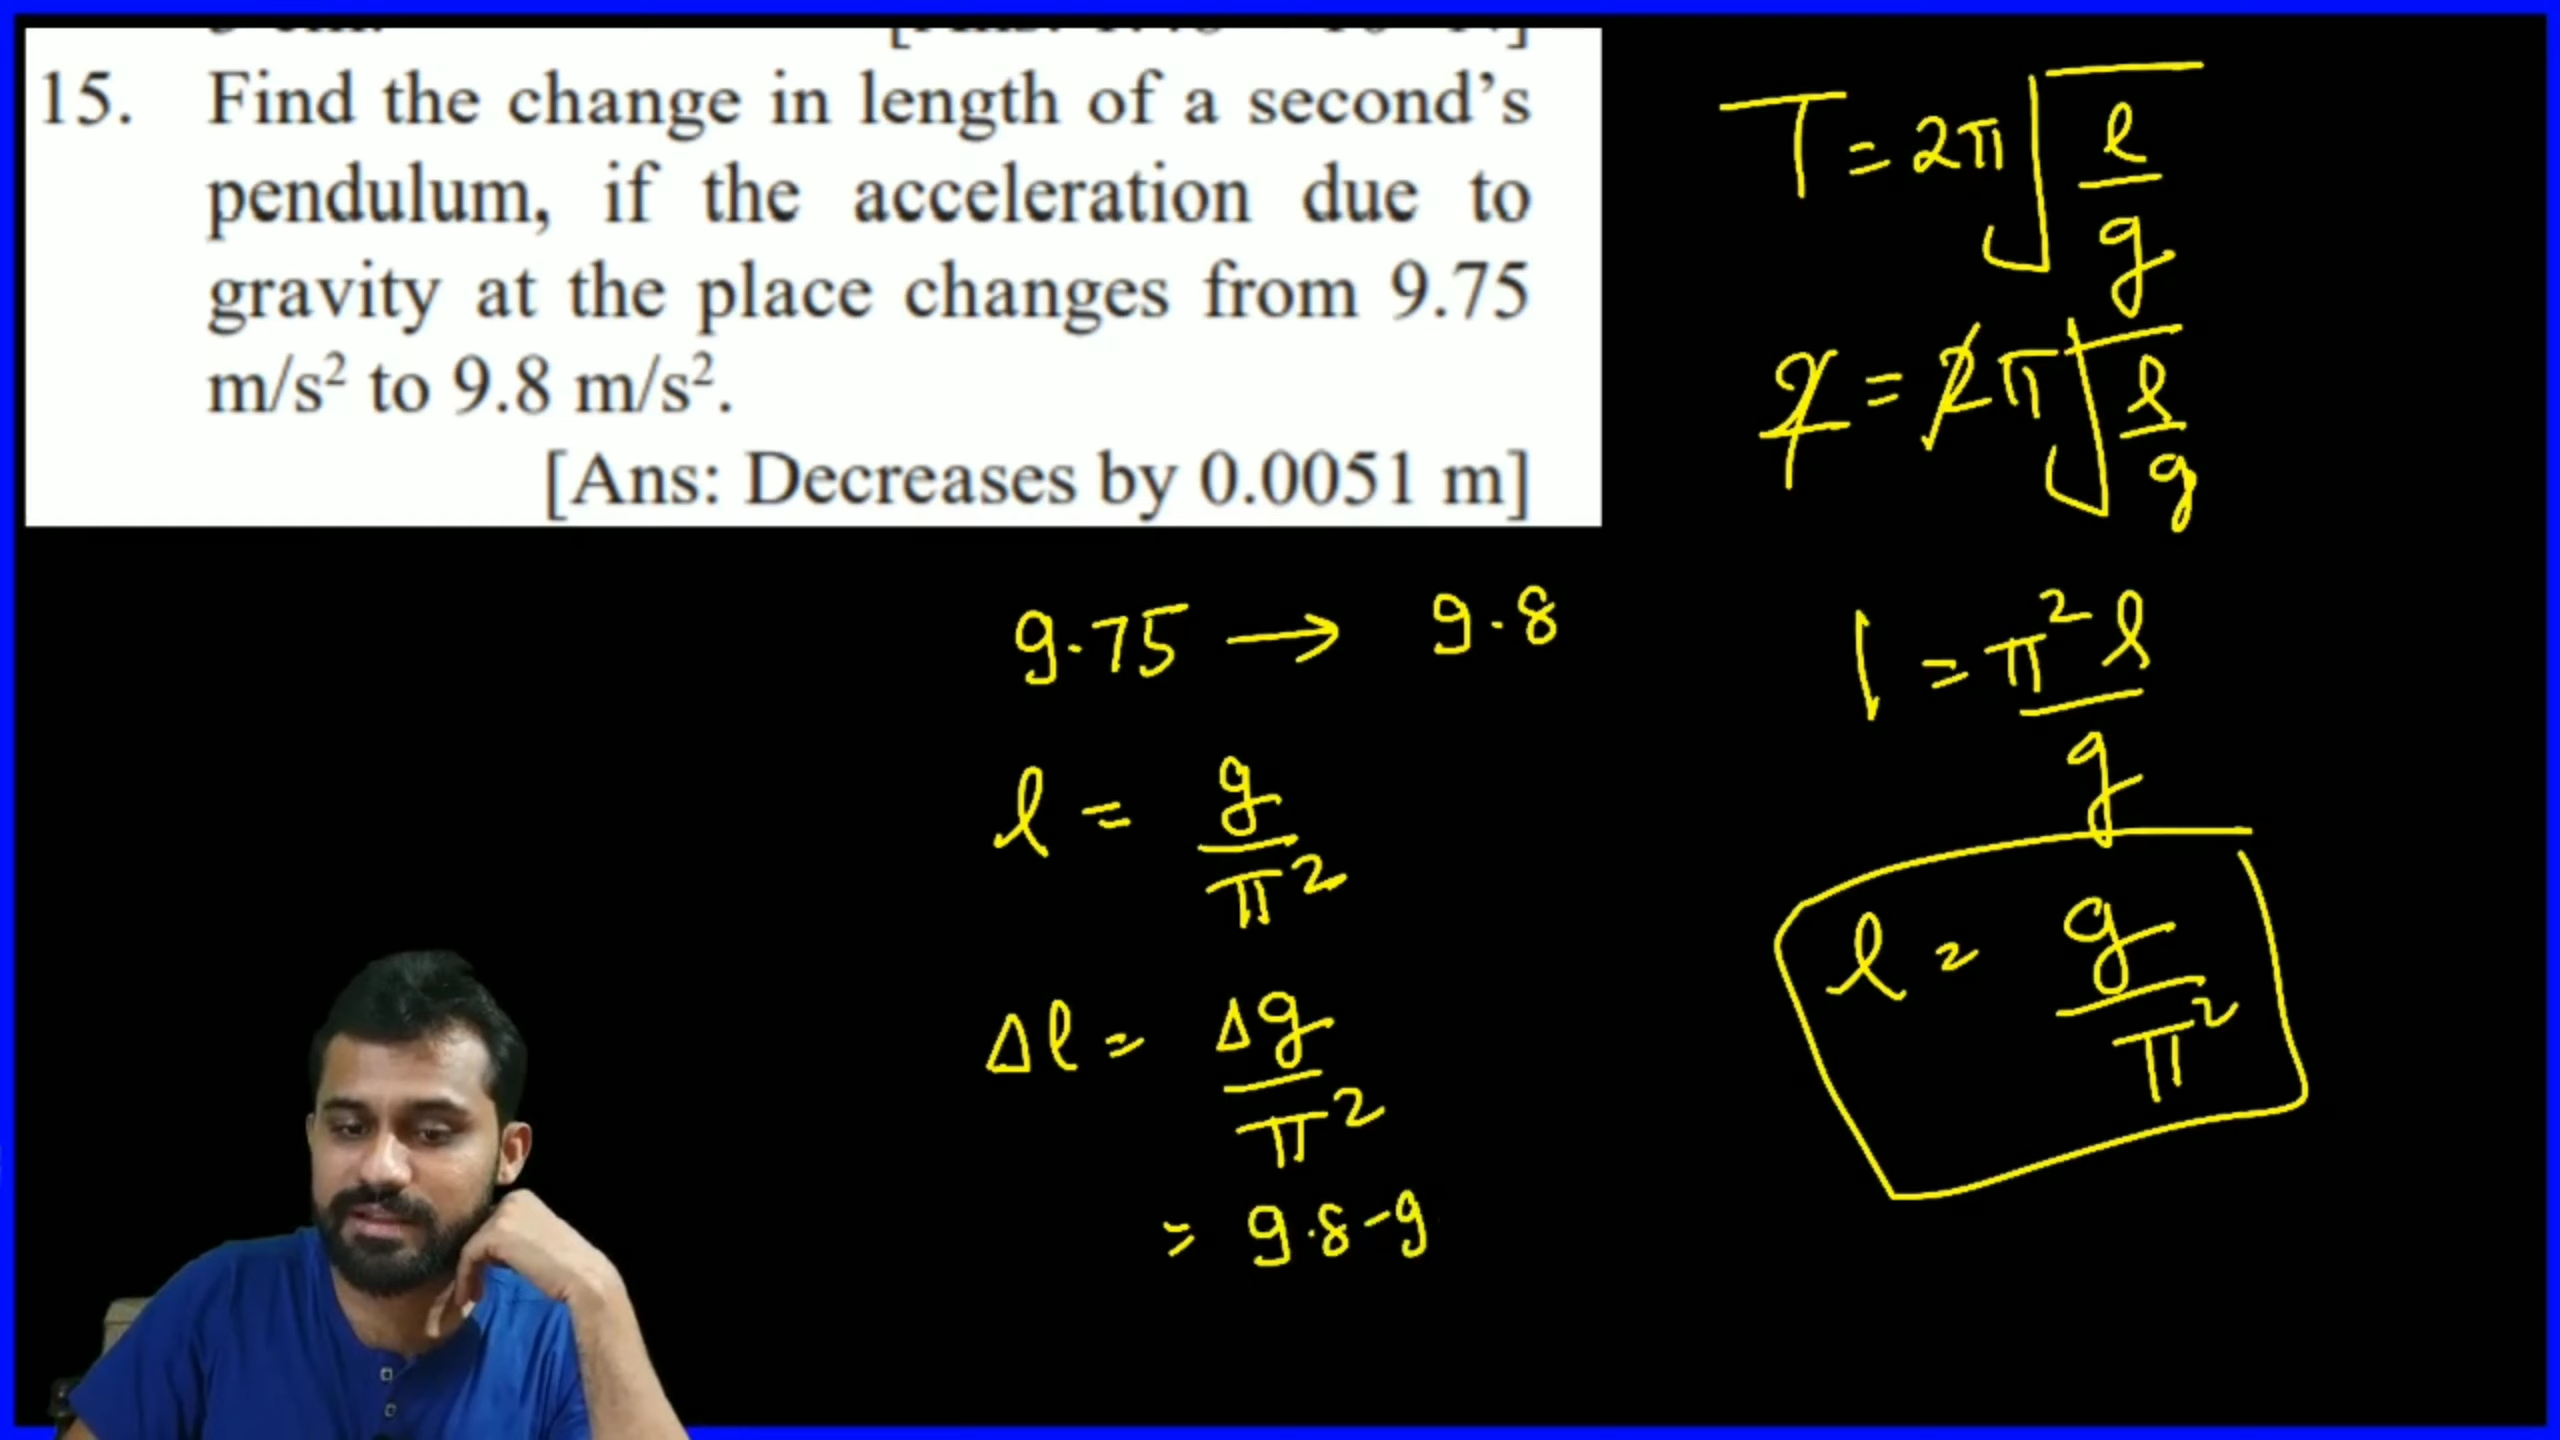 15. Find the change in length of a second’s
pendulum, if the acceleration due to
gravity at the place changes from 9.75
m/s² to 9.8 m/s².
[Ans: Decreases by 0.0051 m]
T = 2π√(l/g)
2 = 2π√(l/g)
1 = π² l/g
l = g/π²
9.75 → 9.8
l = g/π²
Δl = Δg/π²
= 9.8-9